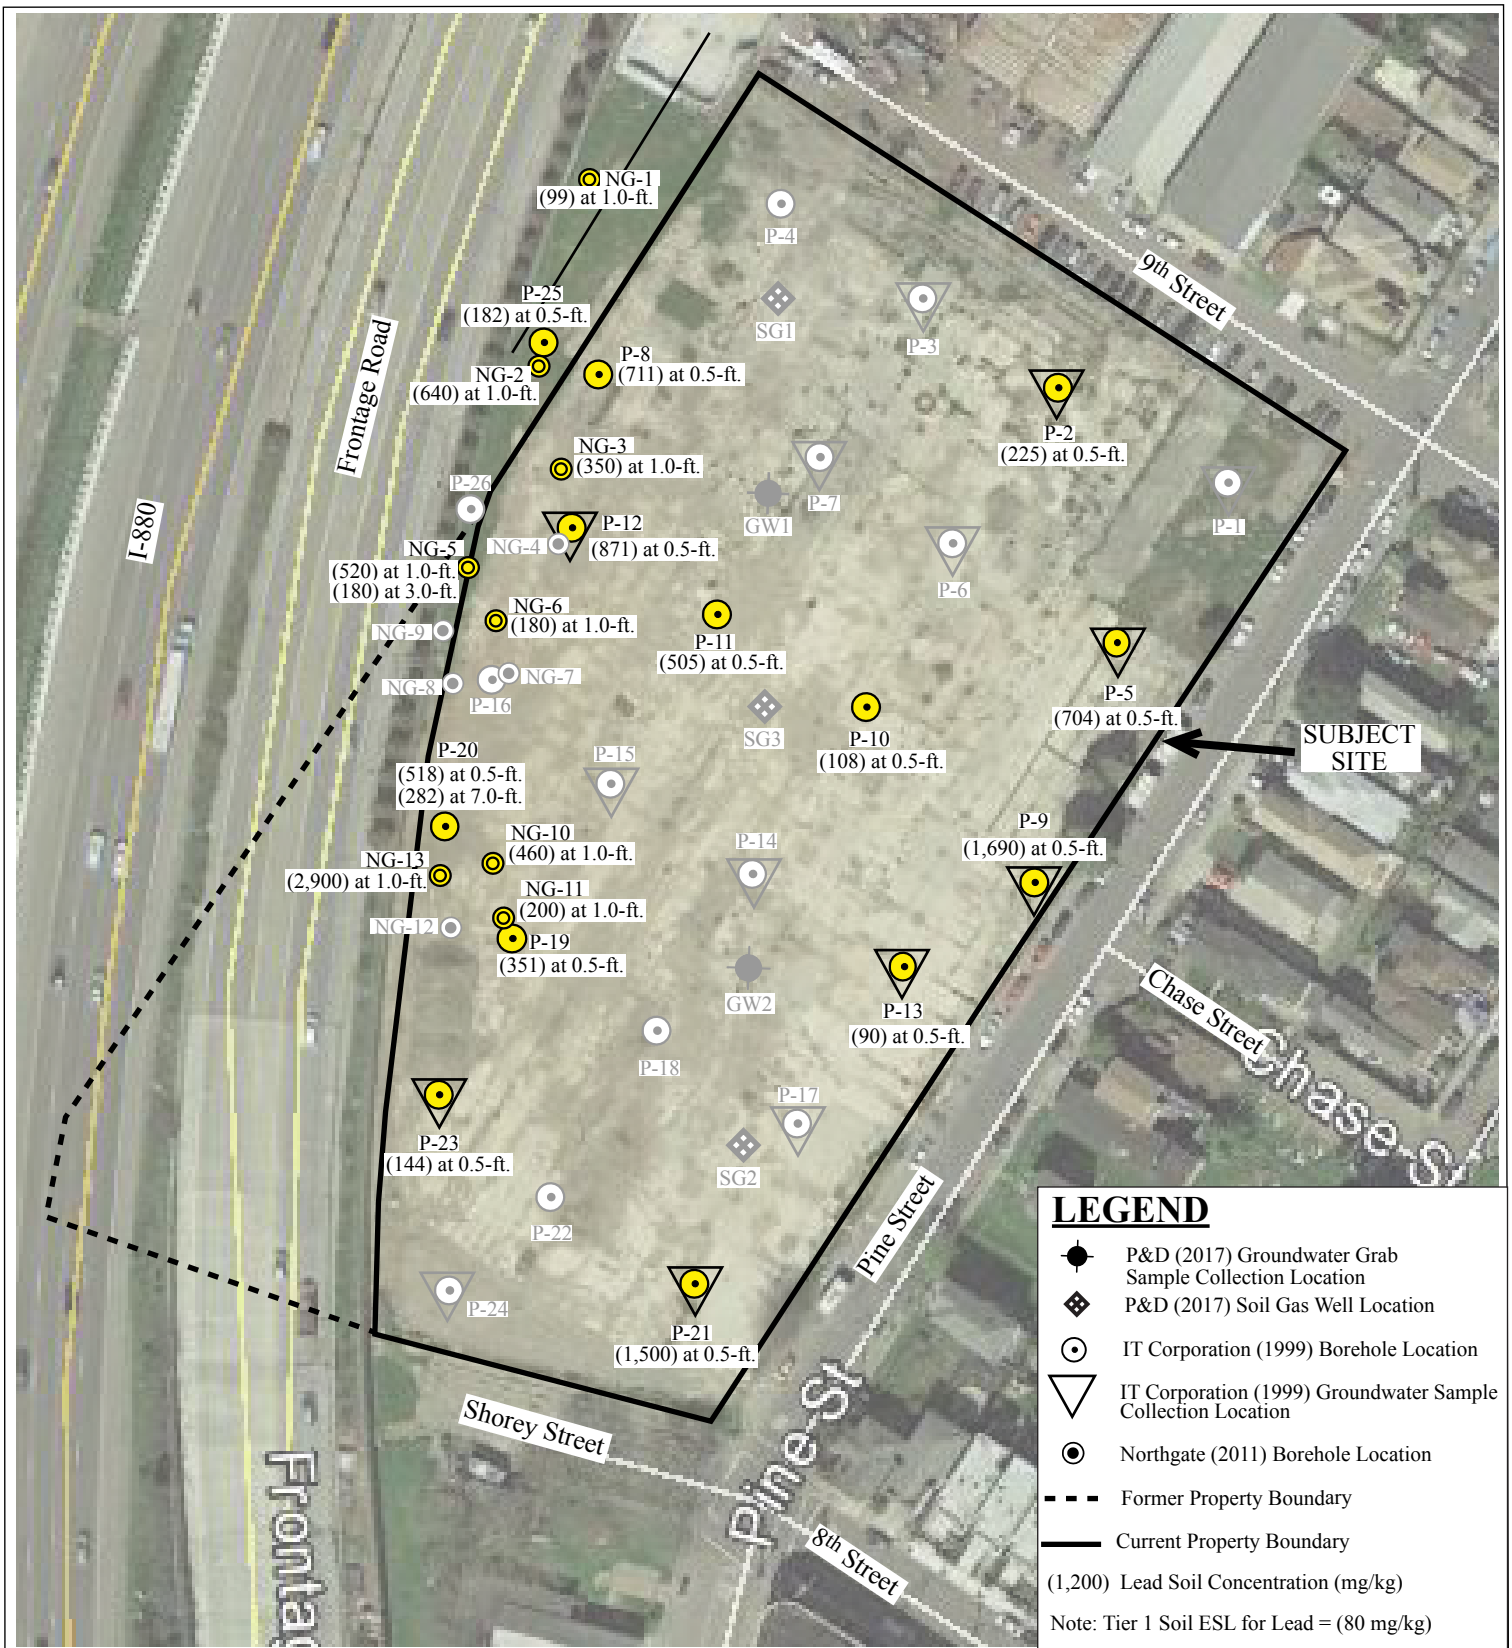 NG-1
(99) at 1.0-ft.
P-4
9th Street
P-25
(182) at 0.5-ft.
SG1
P-3
Frontage Road
P-8
(711) at 0.5-ft.
NG-2
(640) at 1.0-ft.
P-2
(225) at 0.5-ft.
NG-3
(350) at 1.0-ft.
P-26
P-7
GW1
P-1
I-880
P-12
(871) at 0.5-ft.
NG-4
NG-5
(520) at 1.0-ft.
(180) at 3.0-ft.
P-6
NG-6
(180) at 1.0-ft.
NG-9
P-11
(505) at 0.5-ft.
NG-7
NG-8
P-16
P-5
(704) at 0.5-ft.
SG3
P-10
(108) at 0.5-ft.
SUBJECT
SITE
P-20
(518) at 0.5-ft.
(282) at 7.0-ft.
P-15
P-9
(1,690) at 0.5-ft.
P-14
NG-10
(460) at 1.0-ft.
NG-13
(2,900) at 1.0-ft.
NG-11
(200) at 1.0-ft.
NG-12
P-19
(351) at 0.5-ft.
GW2
P-13
(90) at 0.5-ft.
Chase Street
Chase St
P-18
P-17
P-23
(144) at 0.5-ft.
SG2
P-22
Pine Street
P-24
P-21
(1,500) at 0.5-ft.
Shorey Street
Pine St
8th Street
Frontag
LEGEND
P&D (2017) Groundwater Grab
Sample Collection Location
P&D (2017) Soil Gas Well Location
IT Corporation (1999) Borehole Location
IT Corporation (1999) Groundwater Sample
Collection Location
Northgate (2011) Borehole Location
Former Property Boundary
Current Property Boundary
(1,200) Lead Soil Concentration (mg/kg)
Note: Tier 1 Soil ESL for Lead = (80 mg/kg)